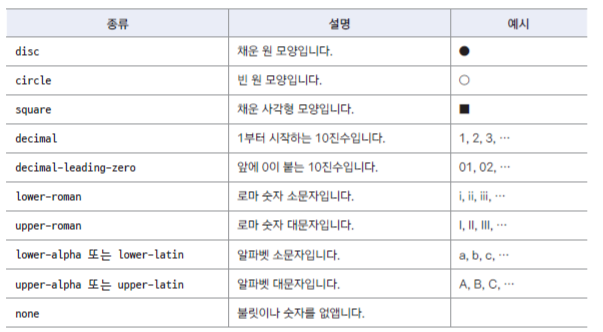 종류 설명 예시
disc 채운 원 모양입니다. ●
circle 빈 원 모양입니다. ○
square 채운 사각형 모양입니다. ■
decimal 1부터 시작하는 10진수입니다. 1, 2, 3, …
decimal-leading-zero 앞에 0이 붙는 10진수입니다. 01, 02, …
lower-roman 로마 숫자 소문자입니다. i, ii, iii, …
upper-roman 로마 숫자 대문자입니다. I, II, III, …
lower-alpha 또는 lower-latin 알파벳 소문자입니다. a, b, c, …
upper-alpha 또는 upper-latin 알파벳 대문자입니다. A, B, C, …
none 불릿이나 숫자를 없앱니다.